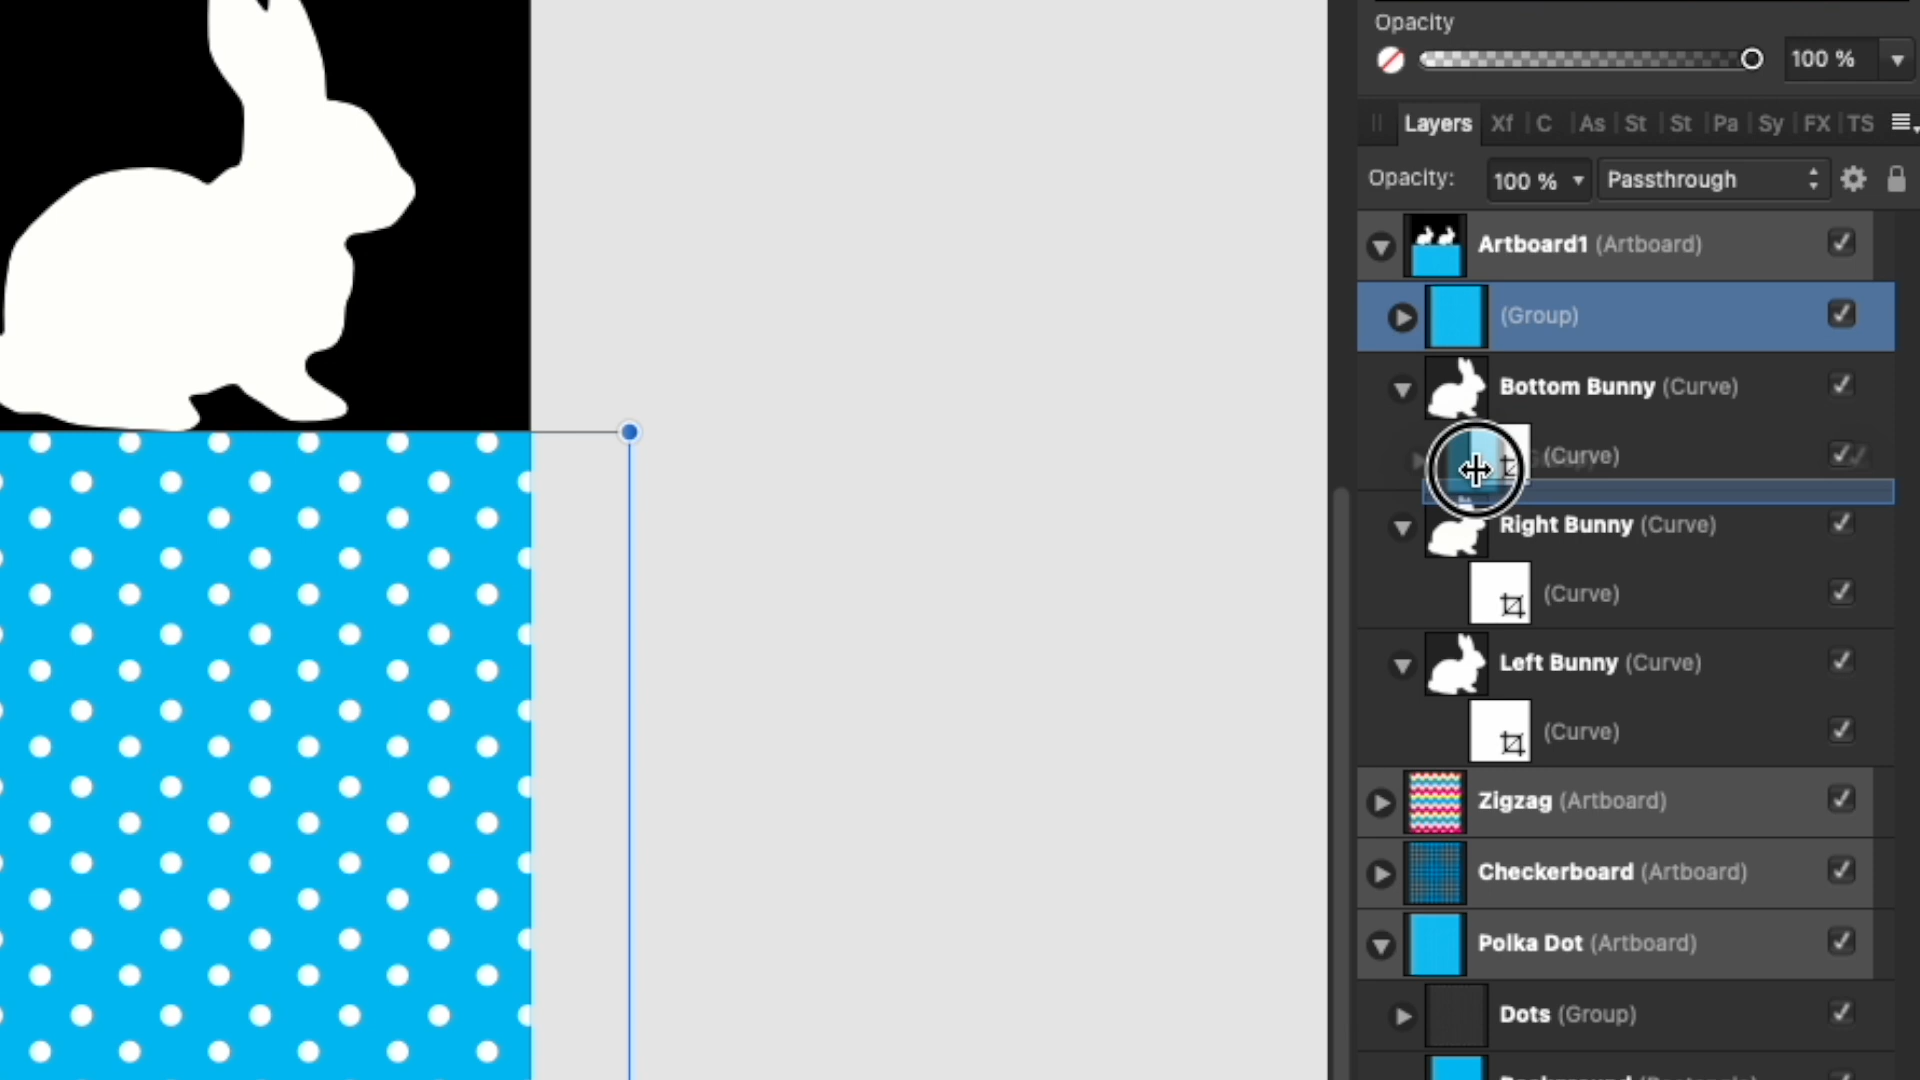 Opacity
100 %
Layers Xf C As St St Pa Sy FX TS
Opacity: 100 % Passthrough
Artboard1 (Artboard)
(Group)
Bottom Bunny (Curve)
(Curve)
Right Bunny (Curve)
(Curve)
Left Bunny (Curve)
(Curve)
Zigzag (Artboard)
Checkerboard (Artboard)
Polka Dot (Artboard)
Dots (Group)